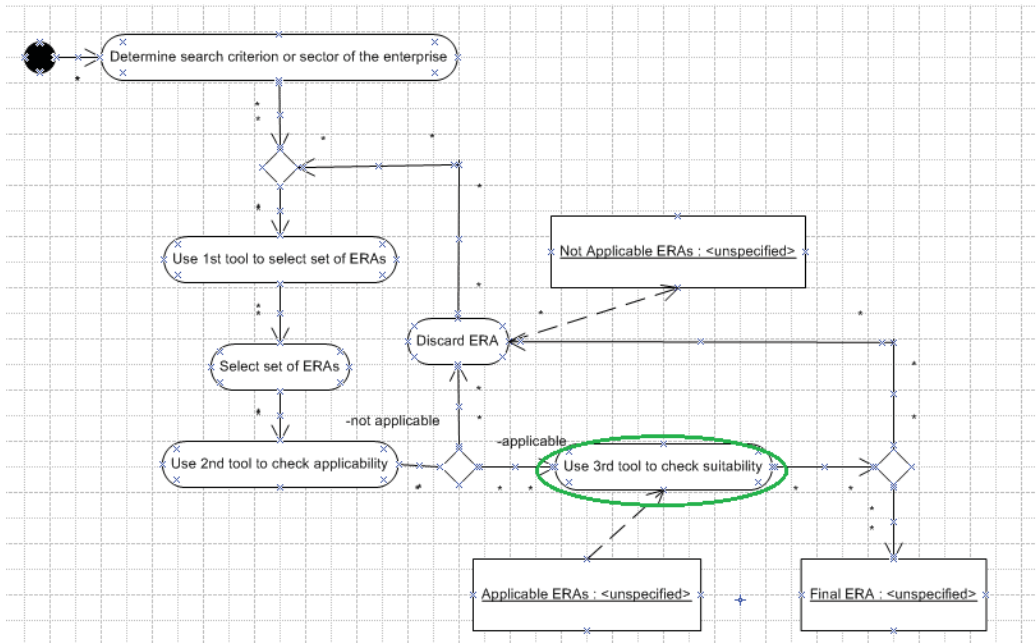 Determine search criterion or sector of the enterprise
Use 1st tool to select set of ERAs
Not Applicable ERAs : <unspecified>
Discard ERA
Select set of ERAs
-not applicable
-applicable
Use 2nd tool to check applicability
Use 3rd tool to check suitability
Applicable ERAs : <unspecified>
Final ERA : <unspecified>